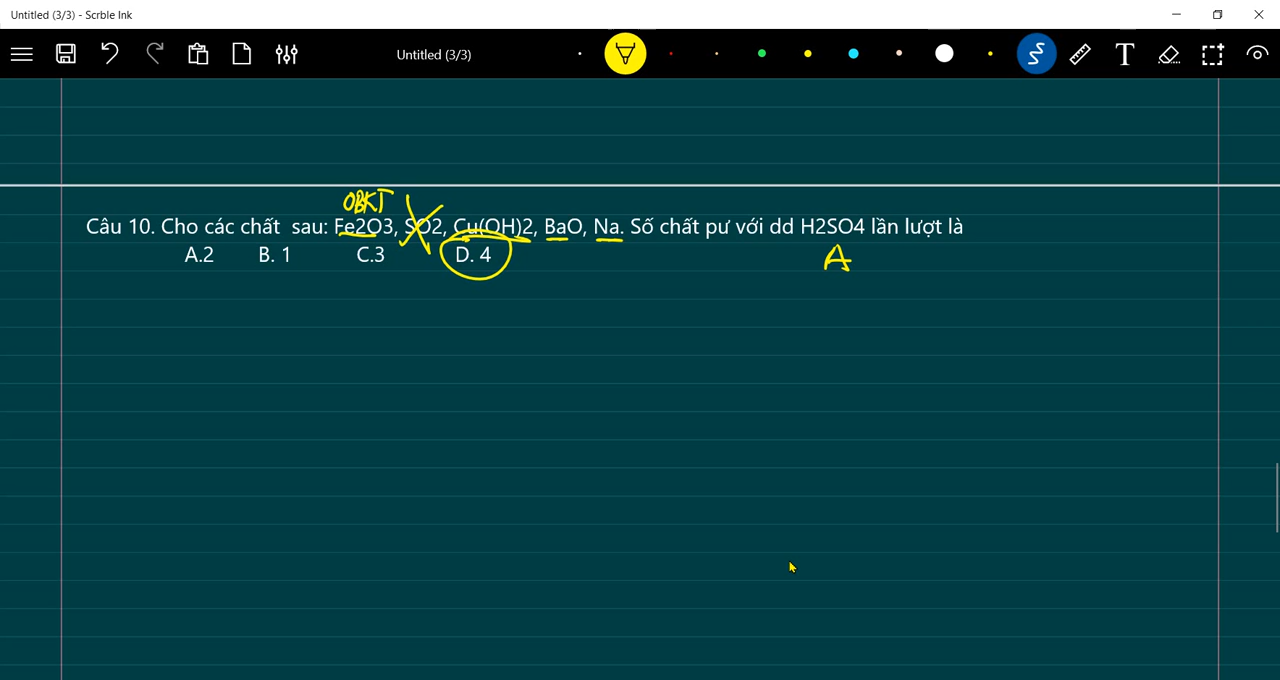 Untitled (3/3) - Scrble Ink
Untitled (3/3)
T
OBKT
Câu 10. Cho các chất sau: Fe2O3, SO2, Cu(OH)2, BaO, Na. Số chất pư với dd H2SO4 lần lượt là
A.2 B. 1 C.3 D. 4
A